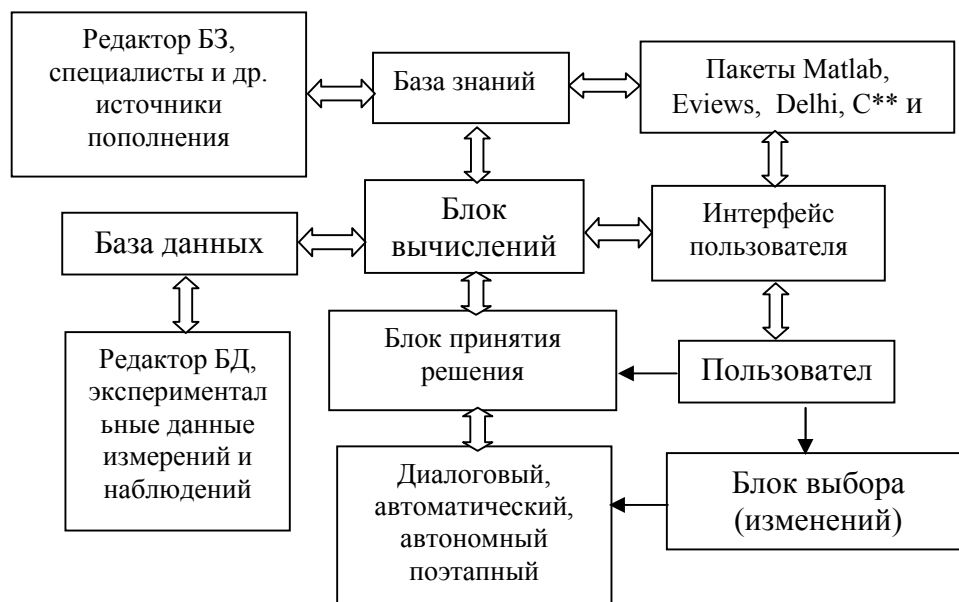 Редактор БЗ,
специалисты и др.
источники
пополнения
База знаний
Пакеты Matlab,
Eviews, Delhi, C** и
База данных
Блок
вычислений
Интерфейс
пользователя
Редактор БД,
эксперименталь
ьные данные
измерений и
наблюдений
Блок принятия
решения
Пользовател
Диалоговый,
автоматический,
автономный
поэтапный
Блок выбора
(изменений)